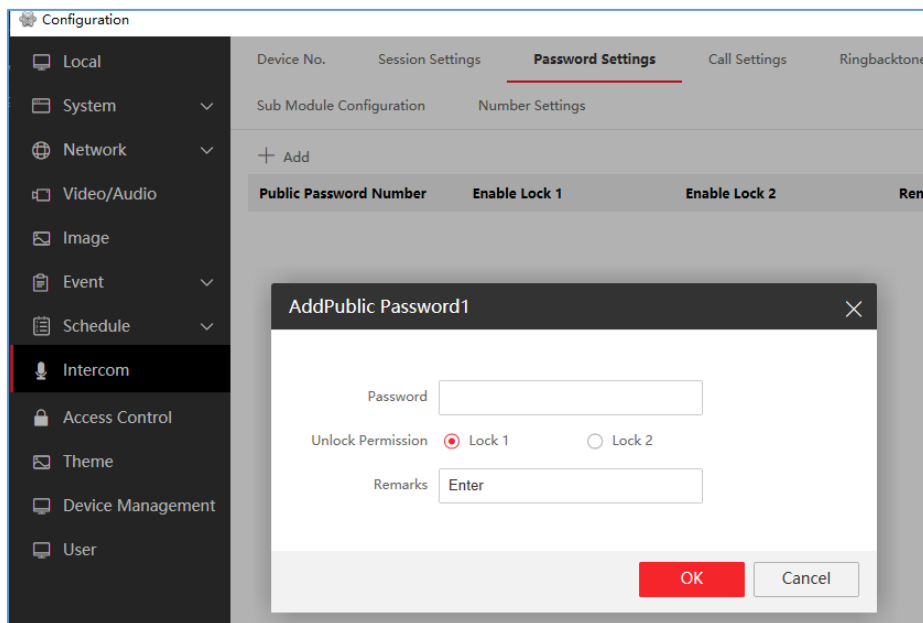 Configuration
Local
System
Network
Video/Audio
Image
Event
Schedule
Intercom
Access Control
Theme
Device Management
User
Device No. Session Settings Password Settings Call Settings Ringbacktone
Sub Module Configuration Number Settings
+ Add
Public Password Number Enable Lock 1 Enable Lock 2
AddPublic Password1
Password
Unlock Permission Lock 1 Lock 2
Remarks Enter
OK Cancel